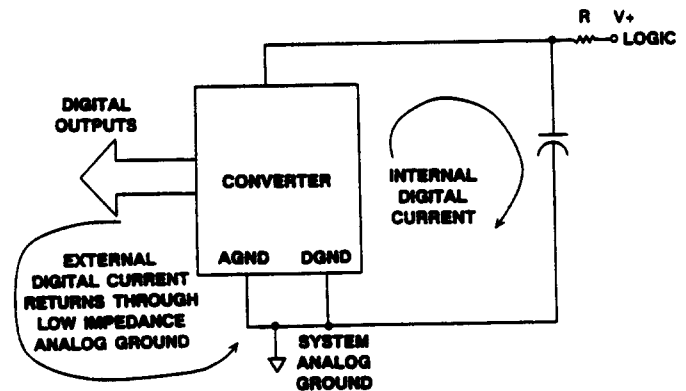 R V+
LOGIC
DIGITAL
OUTPUTS
CONVERTER
INTERNAL
DIGITAL
CURRENT
AGND DGND
EXTERNAL
DIGITAL CURRENT
RETURNS THROUGH
LOW IMPEDANCE
ANALOG GROUND
SYSTEM
ANALOG
GROUND